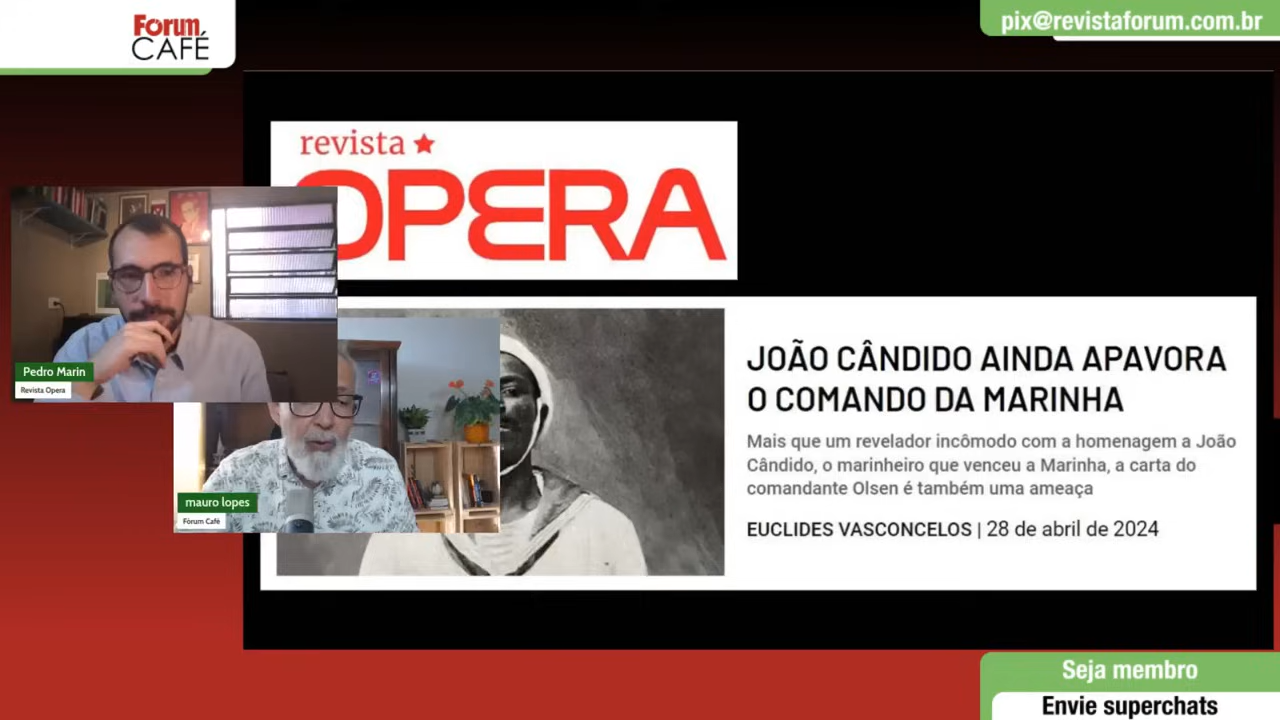 Forum
CAFÉ
pix@revistaforum.com.br
revista
OPERA
Pedro Marin
Revista Opera
mauro lopes
Fórum Café
JOÃO CÂNDIDO AINDA APAVORA
O COMANDO DA MARINHA
Mais que um revelador incômodo com a homenagem a João
Cândido, o marinheiro que venceu a Marinha, a carta do
comandante Olsen é também uma ameaça
EUCLIDES VASCONCELOS | 28 de abril de 2024
Seja membro
Envie superchats